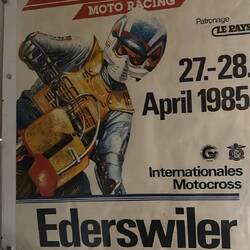 MOTO RACING
Patronage
LE PAYS
27.-28.
April 1985
Internationales
Motocross
Ederswiler